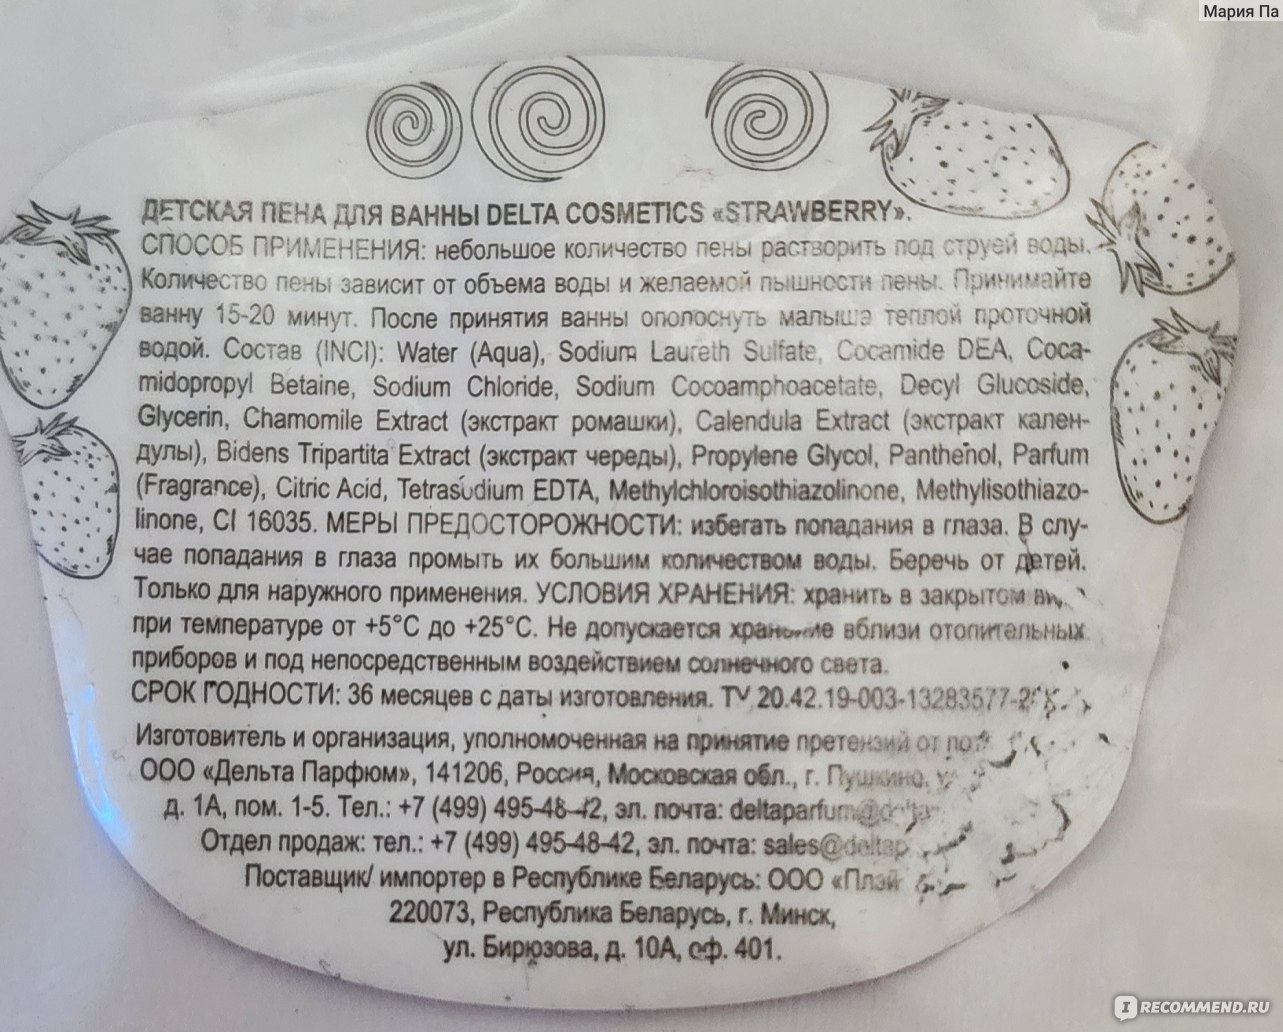 Мария Па
ДЕТСКАЯ ПЕНА ДЛЯ ВАННЫ DELTA COSMETICS «STRAWBERRY».
СПОСОБ ПРИМЕНЕНИЯ: небольшое количество пены растворить под струей воды.
Количество пены зависит от объема воды и желаемой пышности пены. Принимайте
ванну 15-20 минут. После принятия ванны ополоснуть малыша теплой проточной
водой. Состав (INCI): Water (Aqua), Sodium Laureth Sulfate, Cocamide DEA, Coca-
midopropyl Betaine, Sodium Chloride, Sodium Cocoamphoacetate, Decyl Glucoside,
Glycerin, Chamomile Extract (экстракт ромашки), Calendula Extract (экстракт кален-
дулы), Bidens Tripartita Extract (экстракт череды), Propylene Glycol, Panthenol, Parfum
(Fragrance), Citric Acid, Tetrasodium EDTA, Methylchloroisothiazolinone, Methylisothiazo-
linone, CI 16035. МЕРЫ ПРЕДОСТОРОЖНОСТИ: избегать попадания в глаза. В слу-
чае попадания в глаза промыть их большим количеством воды. Беречь от детей.
Только для наружного применения. УСЛОВИЯ ХРАНЕНИЯ: хранить в закрытом
при температуре от +5°С до +25°С. Не допускается хранение вблизи отопительных
приборов и под непосредственным воздействием солнечного света.
СРОК ГОДНОСТИ: 36 месяцев с даты изготовления. ТУ 20.42.19-003-13283577-
Изготовитель и организация, уполномоченная на принятие претензий от
ООО «Дельта Парфюм», 141206, Россия, Московская обл., г. Пушкино,
д. 1А, пом. 1-5. Тел.: +7 (499) 495-48-42, эл. почта: deltaparfum@
Отдел продаж: тел.: +7 (499) 495-48-42, эл. почта: sales@deltap
Поставщик/ импортер в Республике Беларусь: ООО «Плэй
220073, Республика Беларусь, г. Минск,
ул. Бирюзова, д. 10А, оф. 401.
IRECOMMEND.RU